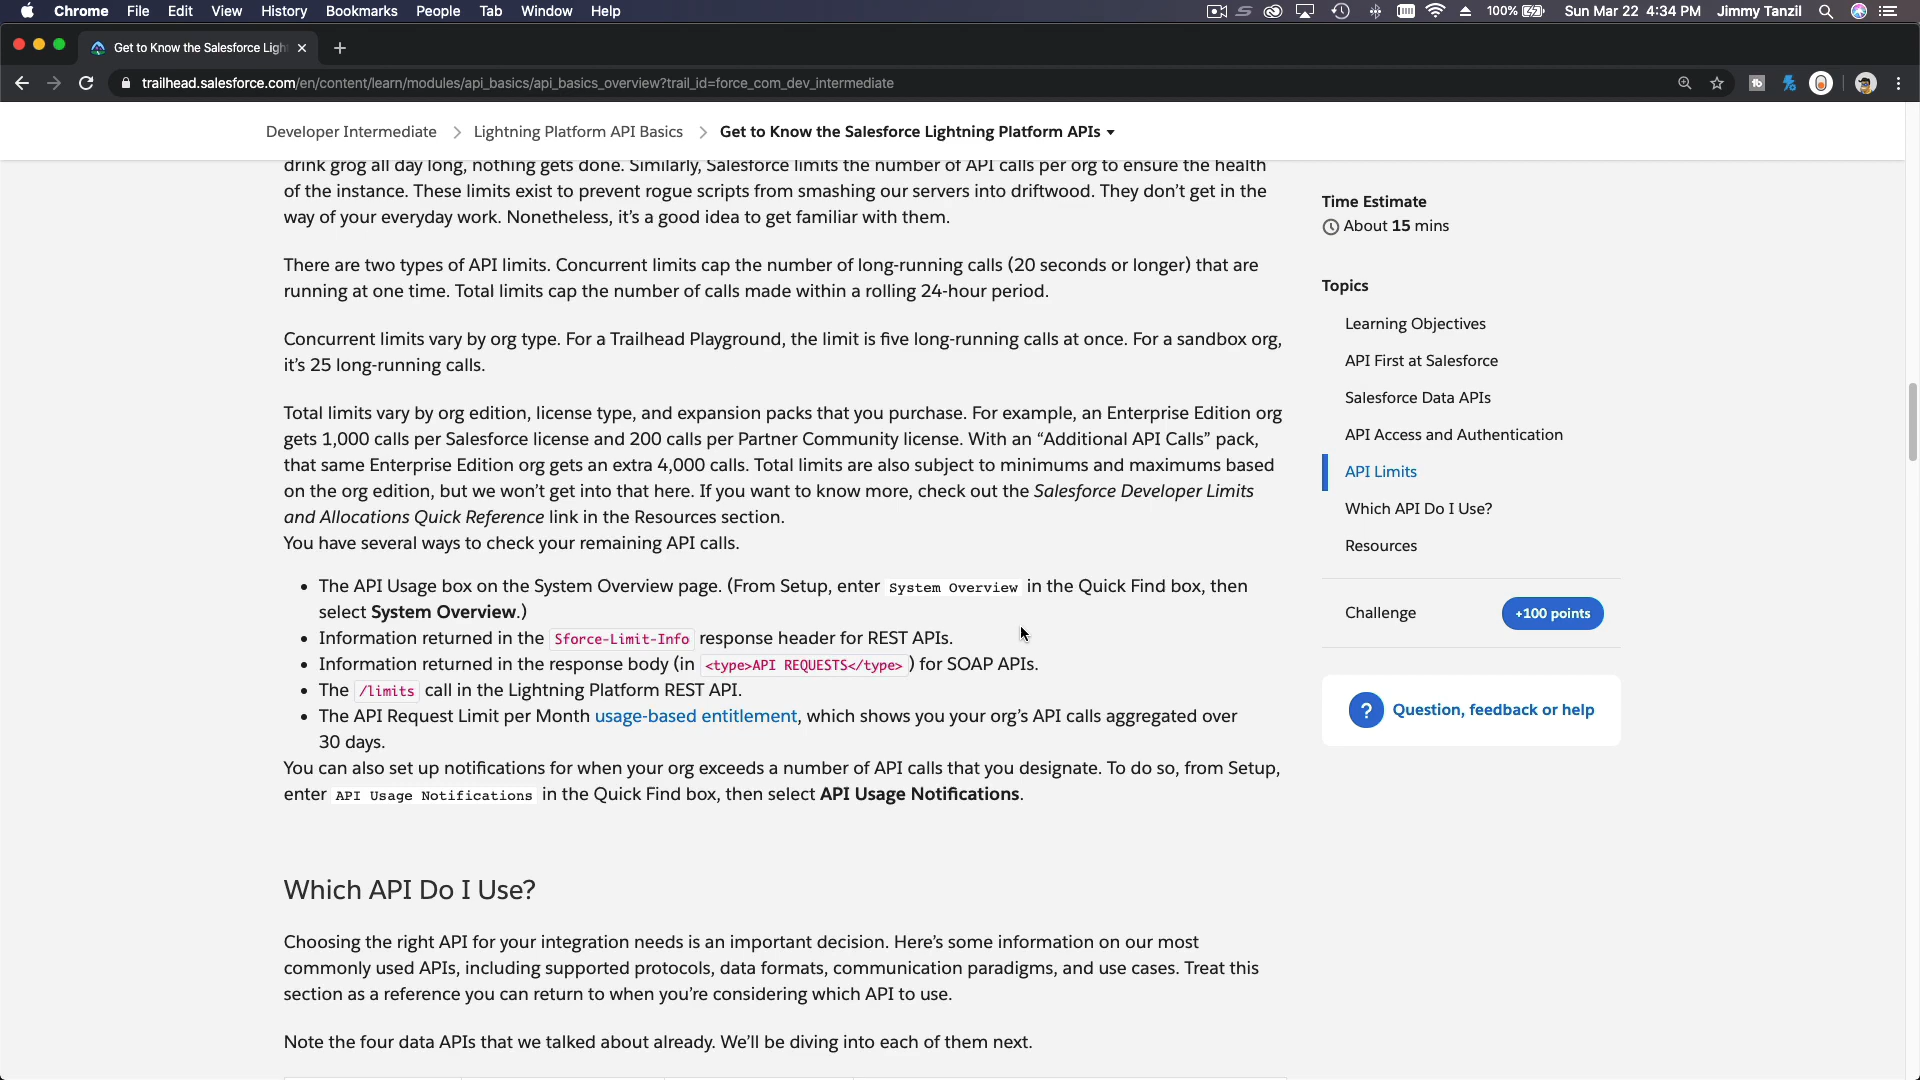 Chrome File Edit View History Bookmarks People Tab Window Help 100% Sun Mar 22 4:34 PM Jimmy Tanzil
Get to Know the Salesforce Ligh
trailhead.salesforce.com/en/content/learn/modules/api_basics/api_basics_overview?trail_id=force_com_dev_intermediate
Developer Intermediate > Lightning Platform API Basics > Get to Know the Salesforce Lightning Platform APIs
drink grog all day long, nothing gets done. Similarly, Salesforce limits the number of API calls per org to ensure the health
of the instance. These limits exist to prevent rogue scripts from smashing our servers into driftwood. They don’t get in the
way of your everyday work. Nonetheless, it’s a good idea to get familiar with them.
There are two types of API limits. Concurrent limits cap the number of long-running calls (20 seconds or longer) that are
running at one time. Total limits cap the number of calls made within a rolling 24-hour period.
Concurrent limits vary by org type. For a Trailhead Playground, the limit is five long-running calls at once. For a sandbox org,
it’s 25 long-running calls.
Total limits vary by org edition, license type, and expansion packs that you purchase. For example, an Enterprise Edition org
gets 1,000 calls per Salesforce license and 200 calls per Partner Community license. With an “Additional API Calls” pack,
that same Enterprise Edition org gets an extra 4,000 calls. Total limits are also subject to minimums and maximums based
on the org edition, but we won’t get into that here. If you want to know more, check out the Salesforce Developer Limits
and Allocations Quick Reference link in the Resources section.
You have several ways to check your remaining API calls.
• The API Usage box on the System Overview page. (From Setup, enter System Overview in the Quick Find box, then
select System Overview.)
• Information returned in the Sforce-Limit-Info response header for REST APIs.
• Information returned in the response body (in <type>API REQUESTS</type>) for SOAP APIs.
• The /limits call in the Lightning Platform REST API.
• The API Request Limit per Month usage-based entitlement, which shows you your org’s API calls aggregated over
30 days.
You can also set up notifications for when your org exceeds a number of API calls that you designate. To do so, from Setup,
enter API Usage Notifications in the Quick Find box, then select API Usage Notifications.
Which API Do I Use?
Choosing the right API for your integration needs is an important decision. Here’s some information on our most
commonly used APIs, including supported protocols, data formats, communication paradigms, and use cases. Treat this
section as a reference you can return to when you’re considering which API to use.
Note the four data APIs that we talked about already. We’ll be diving into each of them next.
Time Estimate
About 15 mins
Topics
Learning Objectives
API First at Salesforce
Salesforce Data APIs
API Access and Authentication
API Limits
Which API Do I Use?
Resources
Challenge +100 points
? Question, feedback or help